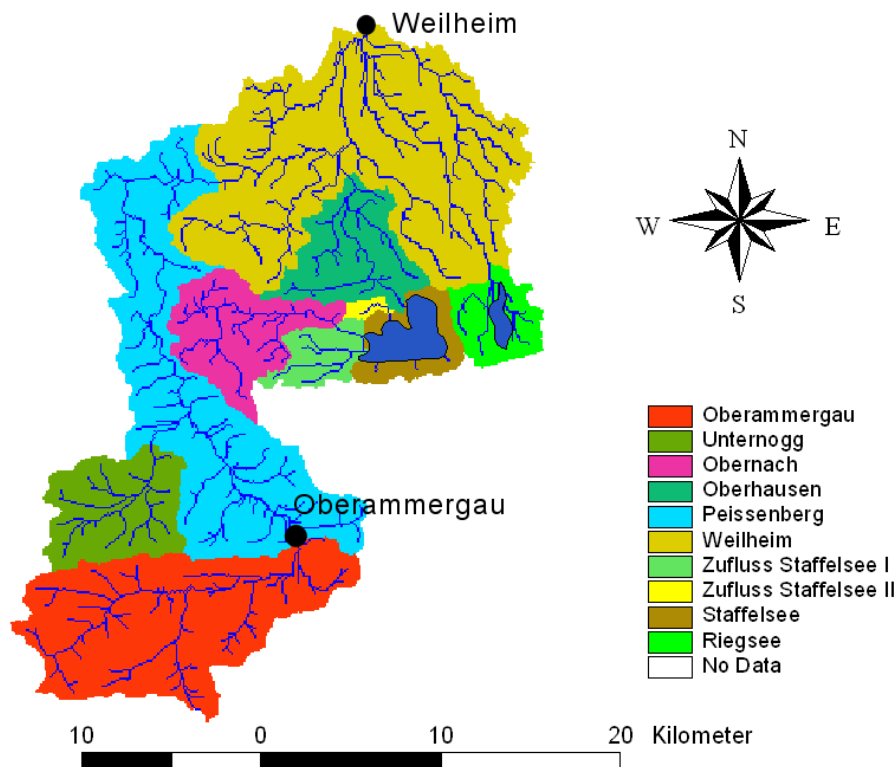 Weilheim
N
W E
S
Oberammergau
Oberammergau
Unternogg
Obernach
Oberhausen
Peissenberg
Weilheim
Zufluss Staffelsee I
Zufluss Staffelsee II
Staffelsee
Riegsee
No Data
10 0 10 20 Kilometer